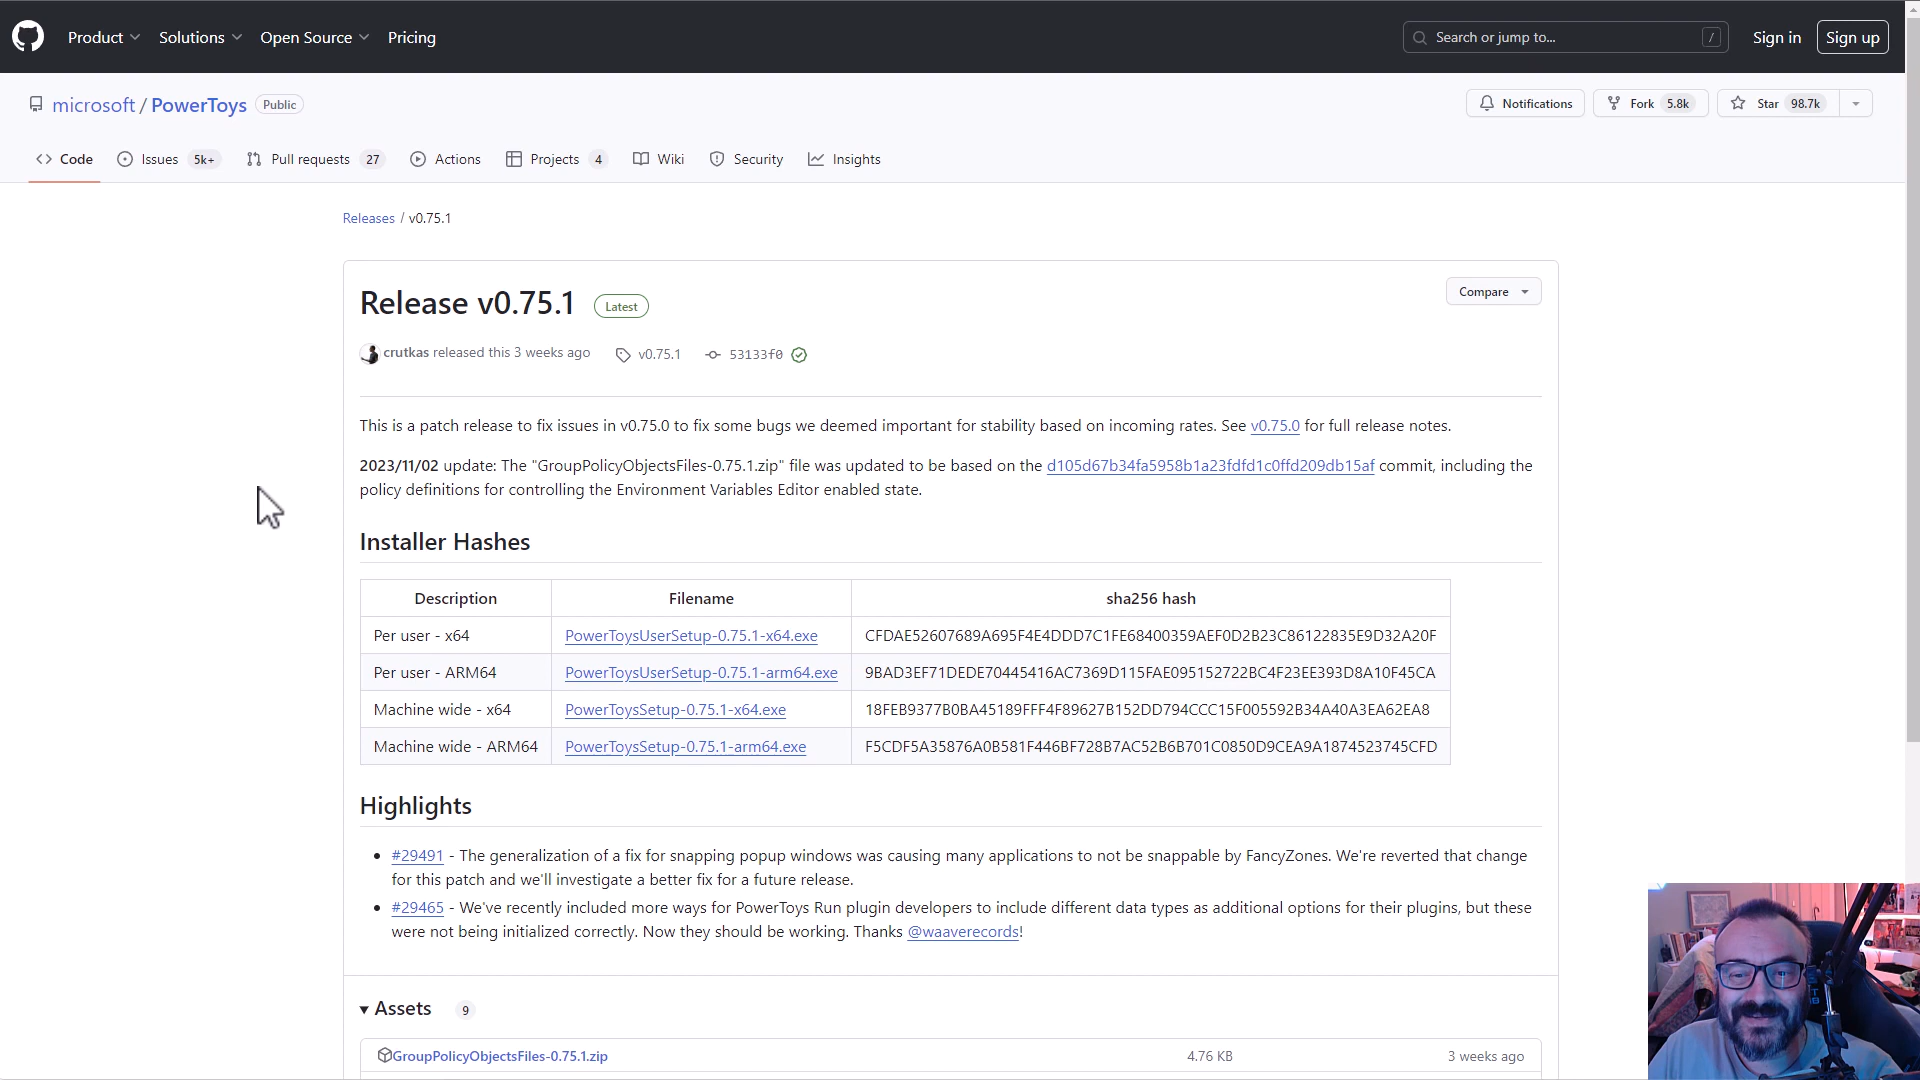 Product Solutions Open Source Pricing Search or jump to... / Sign in Sign up
microsoft / PowerToys Public Notifications Fork 5.8k Star 98.7k
Code Issues 5k+ Pull requests 27 Actions Projects 4 Wiki Security Insights
Releases / v0.75.1
Release v0.75.1 Latest Compare
crutkas released this 3 weeks ago v0.75.1 53133f0
This is a patch release to fix issues in v0.75.0 to fix some bugs we deemed important for stability based on incoming rates. See v0.75.0 for full release notes.
2023/11/02 update: The "GroupPolicyObjectsFiles-0.75.1.zip" file was updated to be based on the d105d67b34fa5958b1a23fdfd1c0ffd209db15af commit, including the
policy definitions for controlling the Environment Variables Editor enabled state.
Installer Hashes
Description Filename sha256 hash
Per user - x64 PowerToysUserSetup-0.75.1-x64.exe CFDAE52607689A695F4E4DDD7C1FE68400359AEF0D2B23C86122835E9D32A20F
Per user - ARM64 PowerToysUserSetup-0.75.1-arm64.exe 9BAD3EF71DEDE70445416AC7369D115FAE095152722BC4F23EE393D8A10F45CA
Machine wide - x64 PowerToysSetup-0.75.1-x64.exe 18FEB9377B0BA45189FFF4F89627B152DD794CCC15F005592B34A40A3EA62EA8
Machine wide - ARM64 PowerToysSetup-0.75.1-arm64.exe F5CDF5A35876A0B581F446BF728B7AC52B6B701C0850D9CEA9A1874523745CFD
Highlights
• #29491 - The generalization of a fix for snapping popup windows was causing many applications to not be snappable by FancyZones. We're reverted that change
for this patch and we'll investigate a better fix for a future release.
• #29465 - We've recently included more ways for PowerToys Run plugin developers to include different data types as additional options for their plugins, but these
were not being initialized correctly. Now they should be working. Thanks @waaverecords!
Assets 9
GroupPolicyObjectsFiles-0.75.1.zip 4.76 KB 3 weeks ago